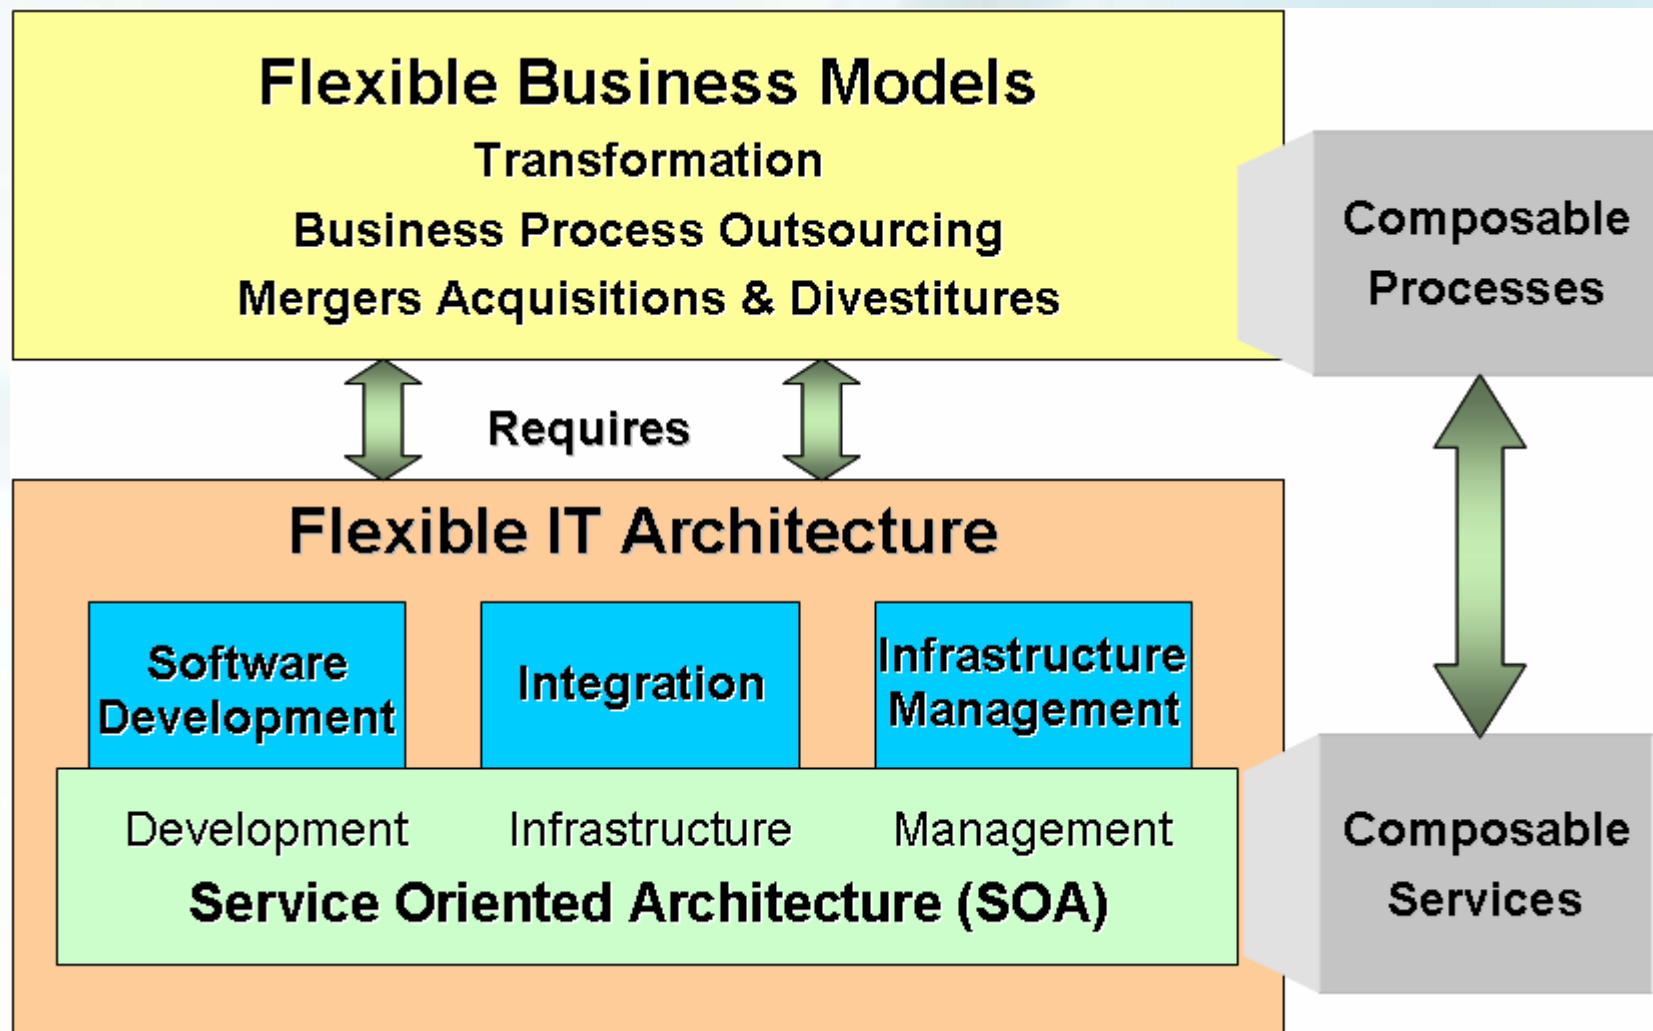 Flexible Business Models
Transformation
Business Process Outsourcing
Mergers Acquisitions & Divestitures
Composable
Processes
Requires
Flexible IT Architecture
Software
Development
Integration
Infrastructure
Management
Development
Infrastructure
Management
Service Oriented Architecture (SOA)
Composable
Services